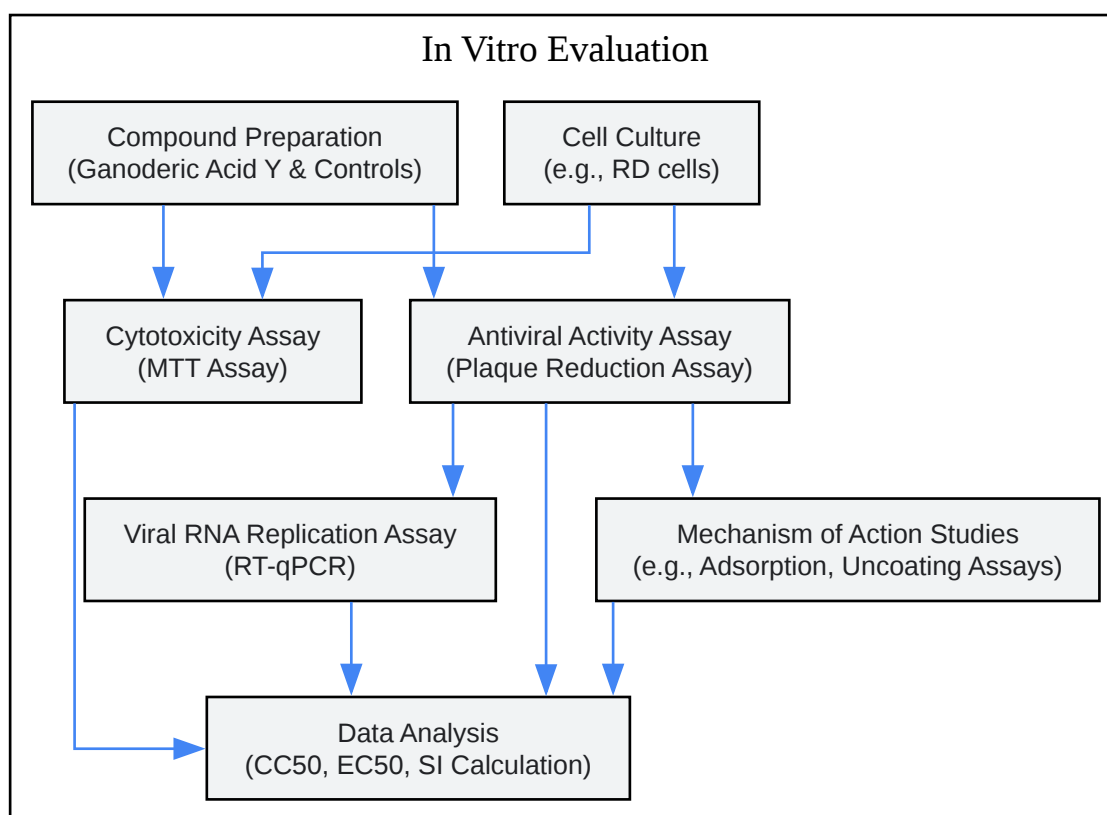 In Vitro Evaluation
Compound Preparation
(Ganoderic Acid Y & Controls)
Cell Culture
(e.g., RD cells)
Cytotoxicity Assay
(MTT Assay)
Antiviral Activity Assay
(Plaque Reduction Assay)
Viral RNA Replication Assay
(RT-qPCR)
Mechanism of Action Studies
(e.g., Adsorption, Uncoating Assays)
Data Analysis
(CC50, EC50, SI Calculation)